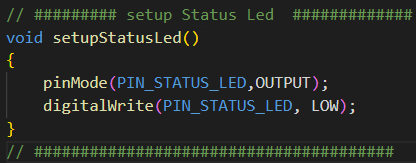 // ######### setup Status Led  #############
void setupStatusLed()
{
    pinMode(PIN_STATUS_LED,OUTPUT);
    digitalWrite(PIN_STATUS_LED, LOW);
}
// #######################################